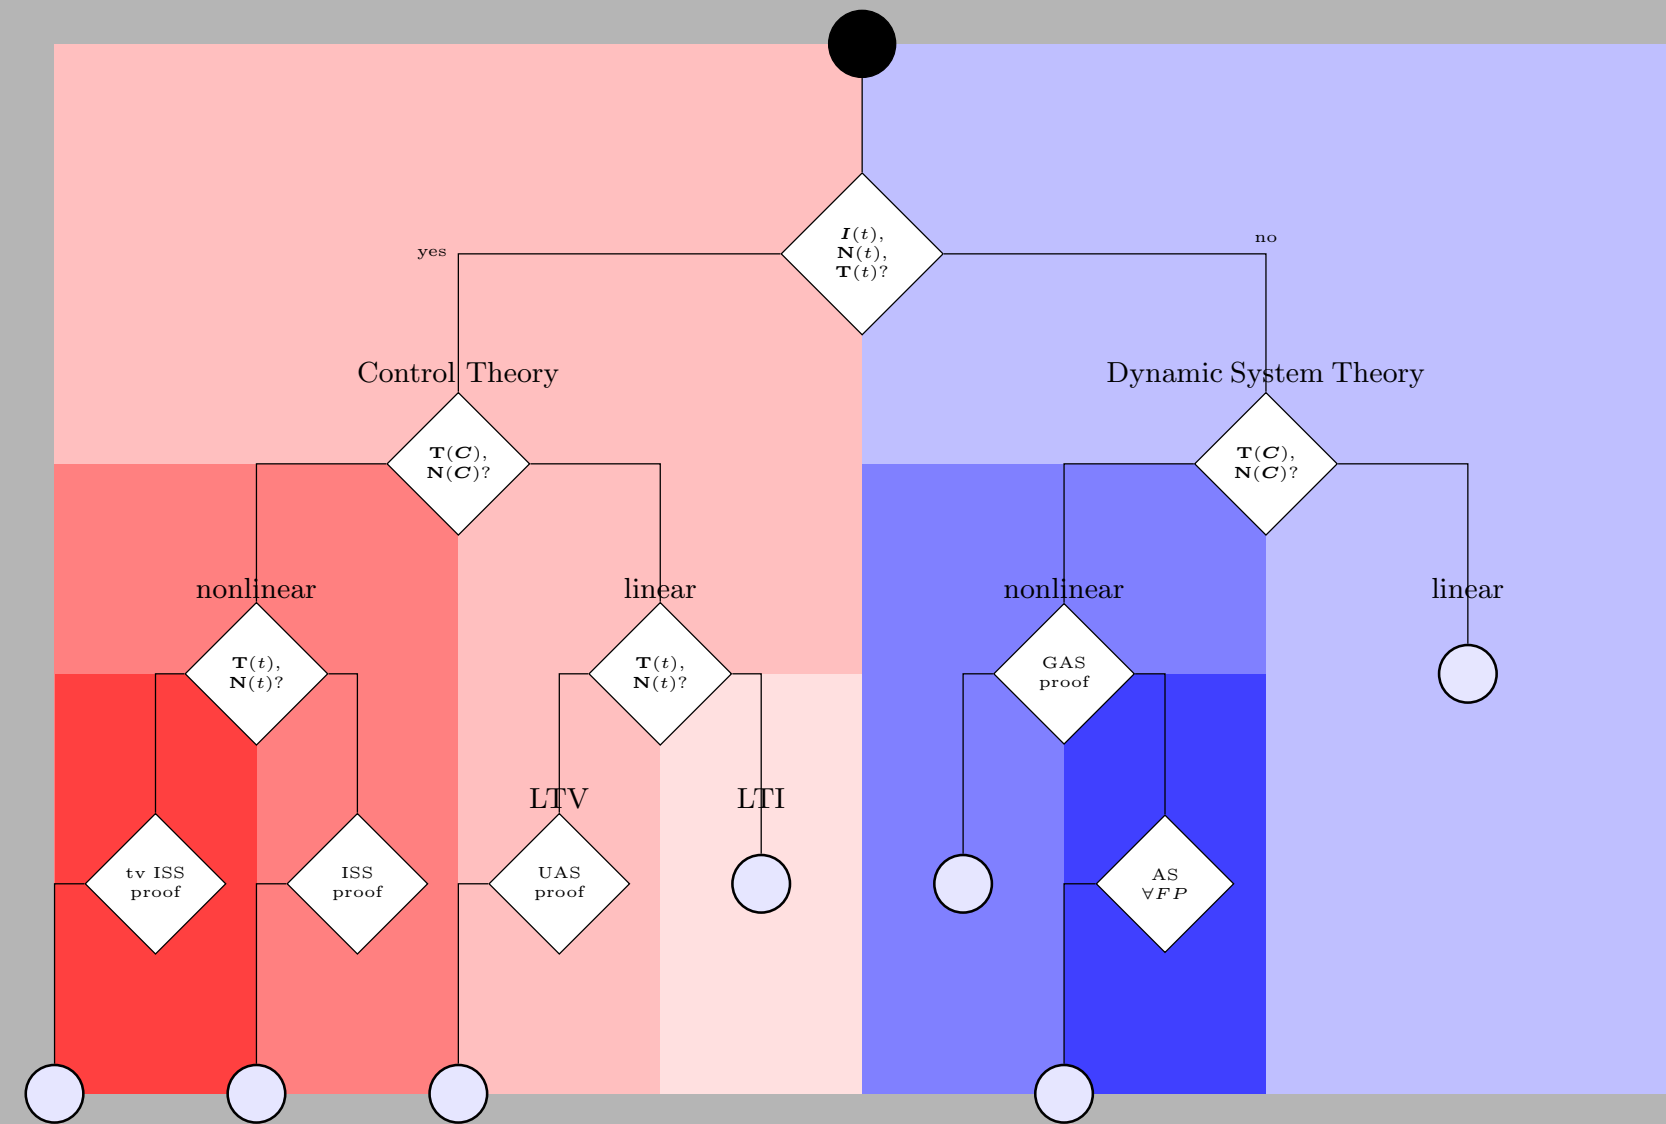 I(t),
N(t),
T(t)?
yes
no
Control Theory
Dynamic System Theory
T(C),
N(C)?
T(C),
N(C)?
nonlinear
linear
nonlinear
linear
T(t),
N(t)?
T(t),
N(t)?
GAS
proof
LTV
LTI
tv ISS
proof
ISS
proof
UAS
proof
AS
∀FP